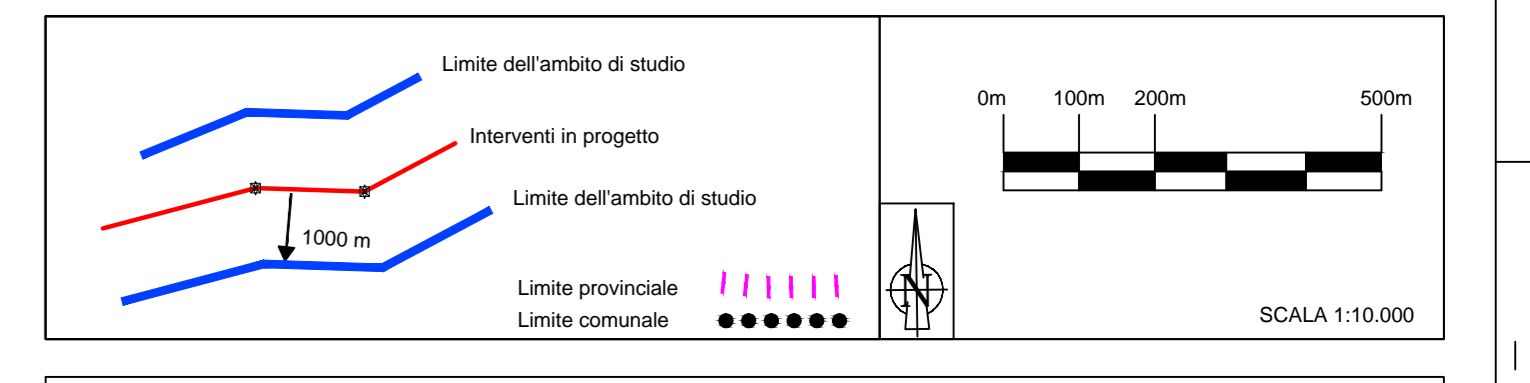 Limite dell'ambito di studio
Interventi in progetto
Limite dell'ambito di studio
1000 m
Limite provinciale
Limite comunale
0m 100m 200m 500m
N
SCALA 1:10.000